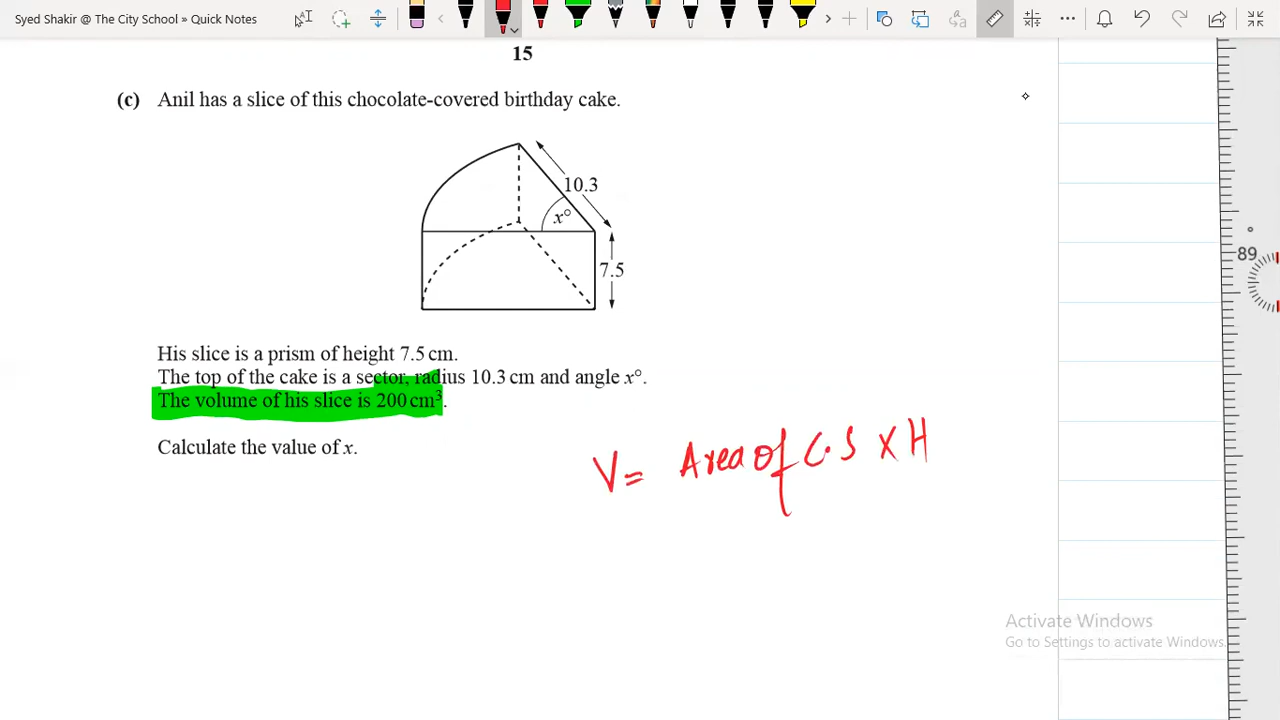 Syed Shakir @ The City School » Quick Notes
15
(c) Anil has a slice of this chocolate-covered birthday cake.
10.3
x°
7.5
89
His slice is a prism of height 7.5 cm.
The top of the cake is a sector, radius 10.3 cm and angle x°.
The volume of his slice is 200 cm³.
Calculate the value of x.
V= Area of C.S X H
Activate Windows
Go to Settings to activate Windows.